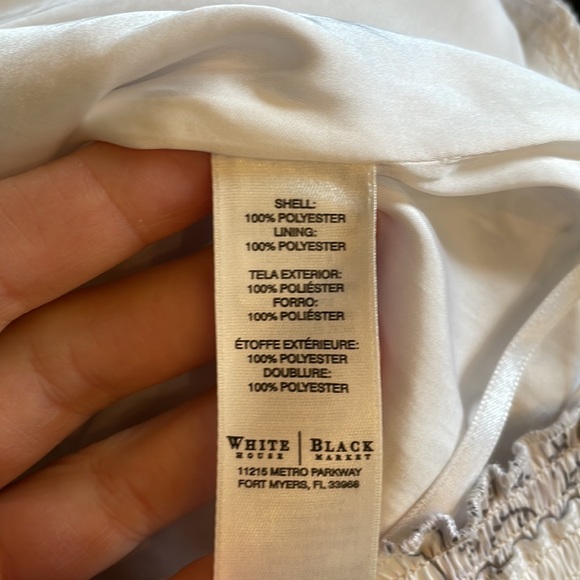 SHELL:
100% POLYESTER
LINING:
100% POLYESTER
TELA EXTERIOR:
100% POLIÉSTER
FORRO:
100% POLIÉSTER
ÉTOFFE EXTÉRIEURE:
100% POLYESTER
DOUBLURE:
100% POLYESTER
WHITE | BLACK
HOUSE MARKET
11215 METRO PARKWAY
FORT MYERS, FL 33966